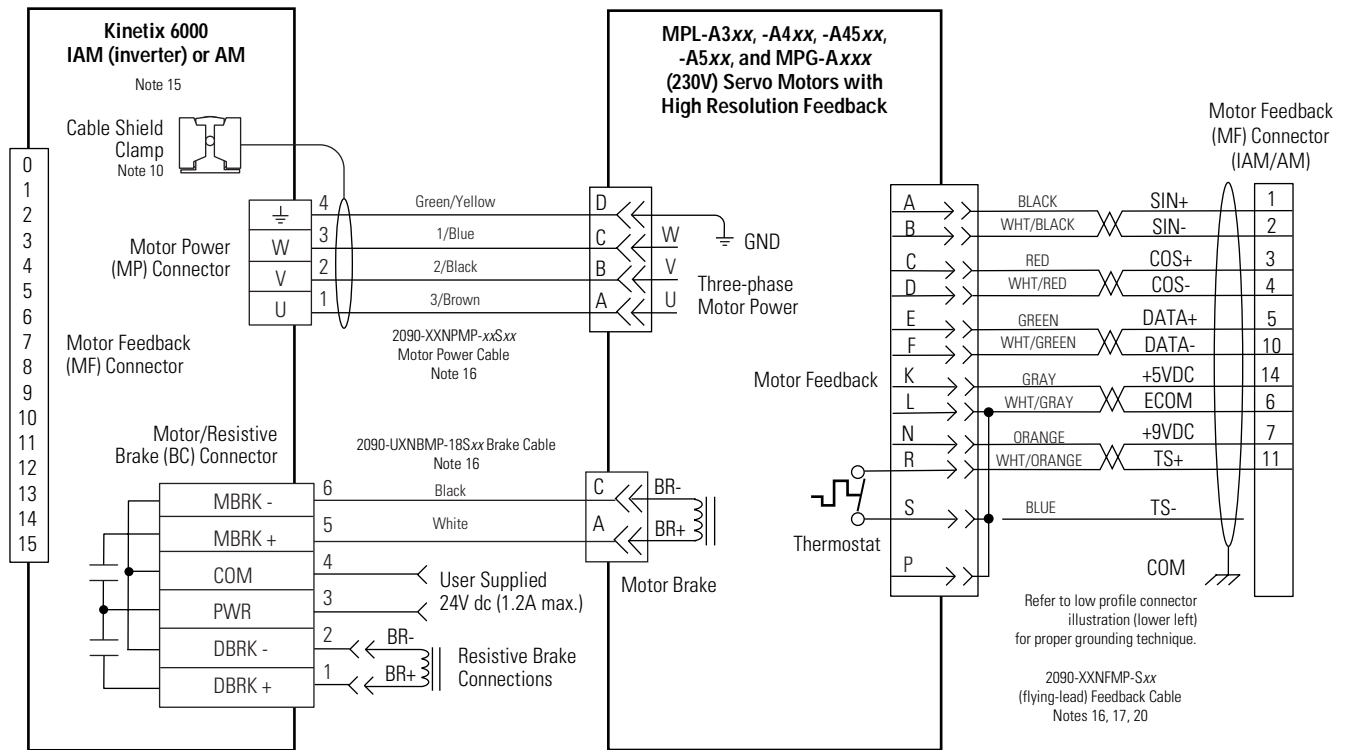 Kinetix 6000
IAM (inverter) or AM
Note 15
Cable Shield
Clamp
Note 10
0
1
2
3
4
5
6
7
8
9
10
11
12
13
14
15
Motor Power
(MP) Connector
W
V
U
4
3
2
1
Green/Yellow
1/Blue
2/Black
3/Brown
2090-XXNPMP-xxSxx
Motor Power Cable
Note 16
Motor Feedback
(MF) Connector
Motor/Resistive
Brake (BC) Connector
MBRK -
MBRK +
COM
PWR
DBRK -
DBRK +
6
5
4
3
2
1
2090-UXNBMP-18Sxx Brake Cable
Note 16
Black
White
User Supplied
24V dc (1.2A max.)
BR-
BR+
Resistive Brake
Connections
MPL-A3xx, -A4xx, -A45xx,
-A5xx, and MPG-Axxx
(230V) Servo Motors with
High Resolution Feedback
D
C
B
A
W
V
U
GND
Three-phase
Motor Power
C
A
BR-
BR+
Motor Brake
Motor Feedback
Thermostat
A
B
C
D
E
F
K
L
N
R
S
P
BLACK
WHT/BLACK
RED
WHT/RED
GREEN
WHT/GREEN
GRAY
WHT/GRAY
ORANGE
WHT/ORANGE
BLUE
SIN+
SIN-
COS+
COS-
DATA+
DATA-
+5VDC
ECOM
+9VDC
TS+
TS-
COM
Motor Feedback
(MF) Connector
(IAM/AM)
1
2
3
4
5
10
14
6
7
11
Refer to low profile connector
illustration (lower left)
for proper grounding technique.
2090-XXNFMP-Sxx
(flying-lead) Feedback Cable
Notes 16, 17, 20